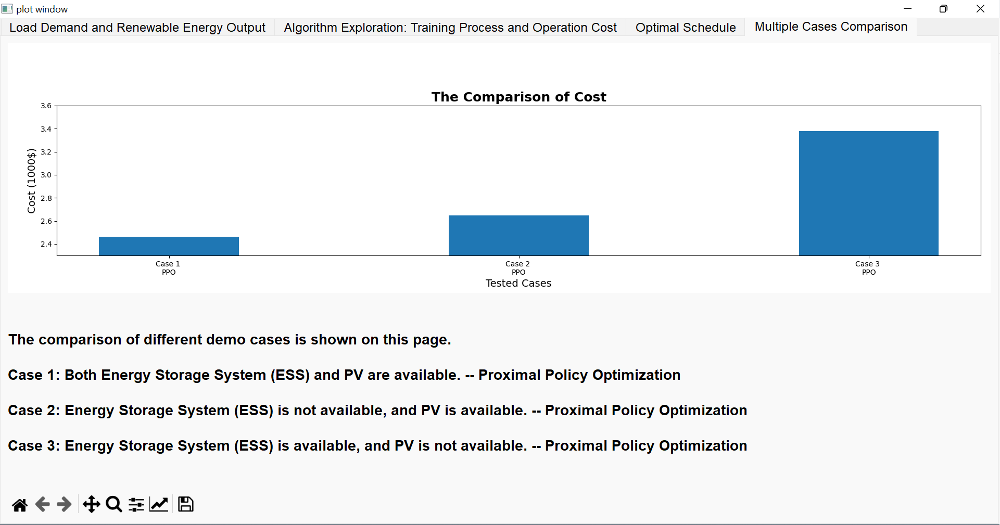 plot window
Load Demand and Renewable Energy Output
Algorithm Exploration: Training Process and Operation Cost
Optimal Schedule
Multiple Cases Comparison
The Comparison of Cost
3.6
3.4
3.2
3.0
2.8
2.6
2.4
Cost (1000$)
Case 1
PPO
Case 2
PPO
Case 3
PPO
Tested Cases
The comparison of different demo cases is shown on this page.
Case 1: Both Energy Storage System (ESS) and PV are available. -- Proximal Policy Optimization
Case 2: Energy Storage System (ESS) is not available, and PV is available. -- Proximal Policy Optimization
Case 3: Energy Storage System (ESS) is available, and PV is not available. -- Proximal Policy Optimization